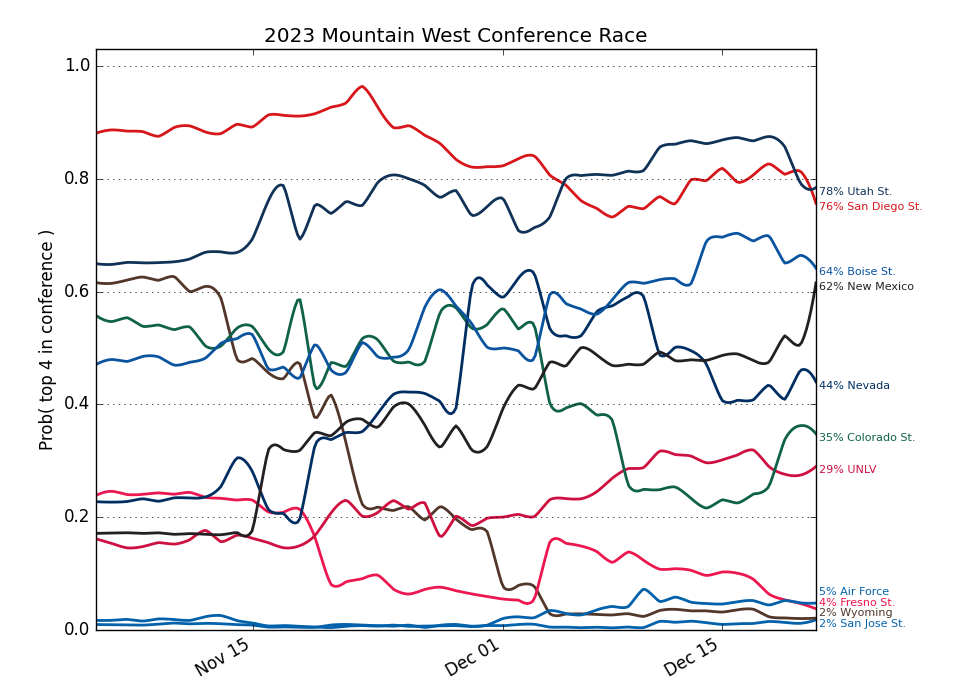 2023 Mountain West Conference Race
Prob( top 4 in conference )
1.0
0.8
0.6
0.4
0.2
0.0
Nov 15
Dec 01
Dec 15
78% Utah St.
76% San Diego St.
64% Boise St.
62% New Mexico
44% Nevada
35% Colorado St.
29% UNLV
5% Air Force
4% Fresno St.
2% Wyoming
2% San Jose St.